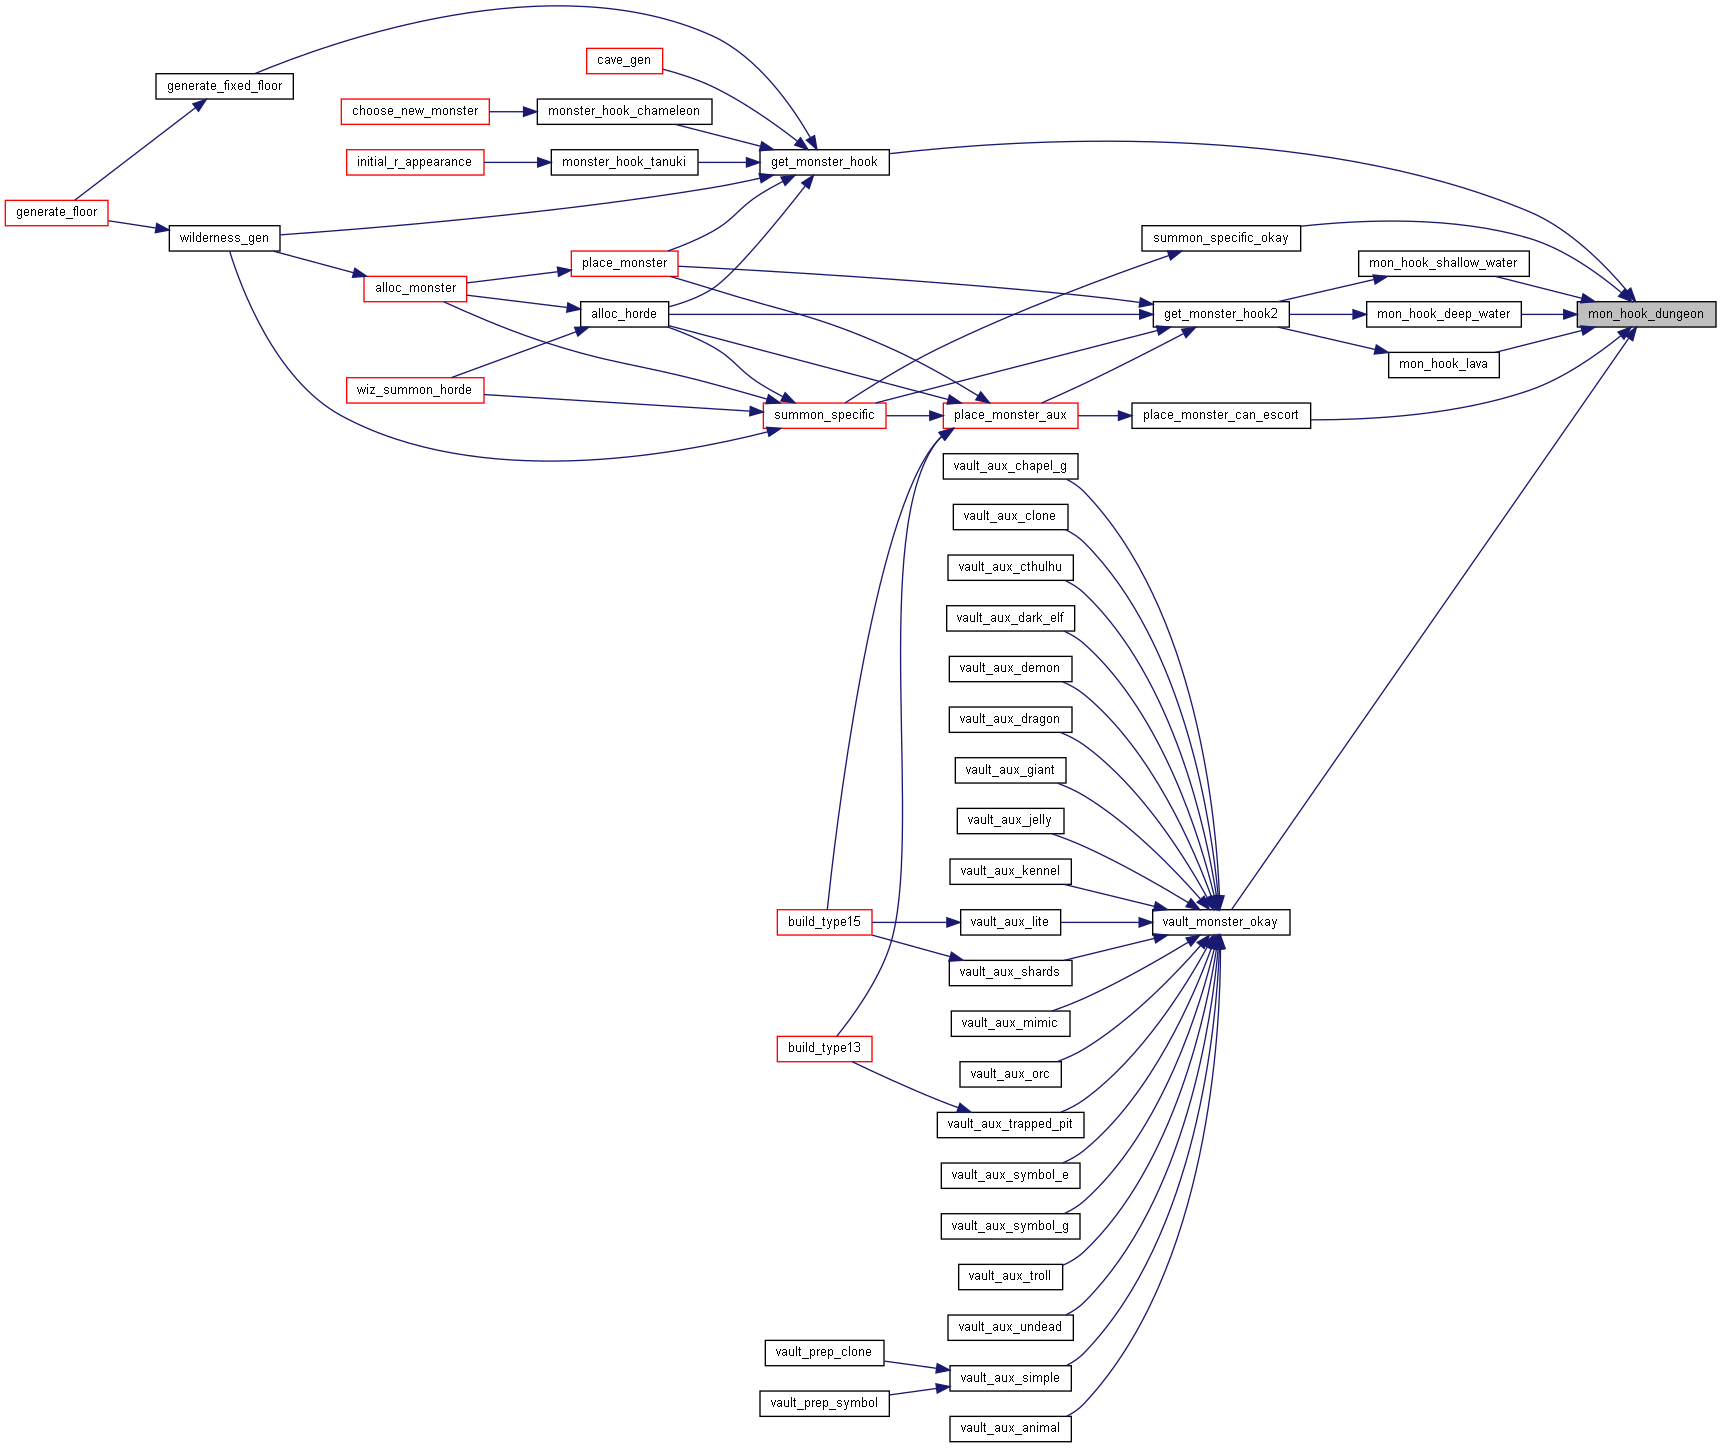 cave_gen
generate_fixed_floor
choose_new_monster
monster_hook_chameleon
initial_r_appearance
monster_hook_tanuki
get_monster_hook
generate_floor
wilderness_gen
summon_specific_okay
place_monster
mon_hook_shallow_water
alloc_monster
alloc_horde
get_monster_hook2
mon_hook_deep_water
mon_hook_dungeon
mon_hook_lava
wiz_summon_horde
summon_specific
place_monster_aux
place_monster_can_escort
vault_aux_chapel_g
vault_aux_clone
vault_aux_cthulhu
vault_aux_dark_elf
vault_aux_demon
vault_aux_dragon
vault_aux_giant
vault_aux_jelly
vault_aux_kennel
build_type15
vault_aux_lite
vault_monster_okay
vault_aux_shards
vault_aux_mimic
build_type13
vault_aux_orc
vault_aux_trapped_pit
vault_aux_symbol_e
vault_aux_symbol_g
vault_aux_troll
vault_aux_undead
vault_prep_clone
vault_aux_simple
vault_prep_symbol
vault_aux_animal